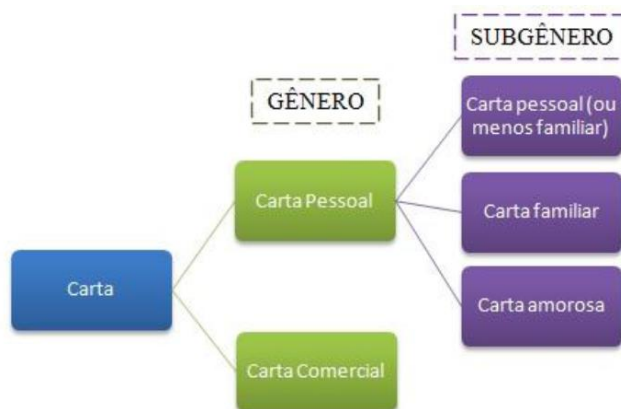 SUBGÊNERO
GÊNERO
Carta pessoal (ou
menos familiar)
Carta Pessoal
Carta familiar
Carta
Carta amorosa
Carta Comercial